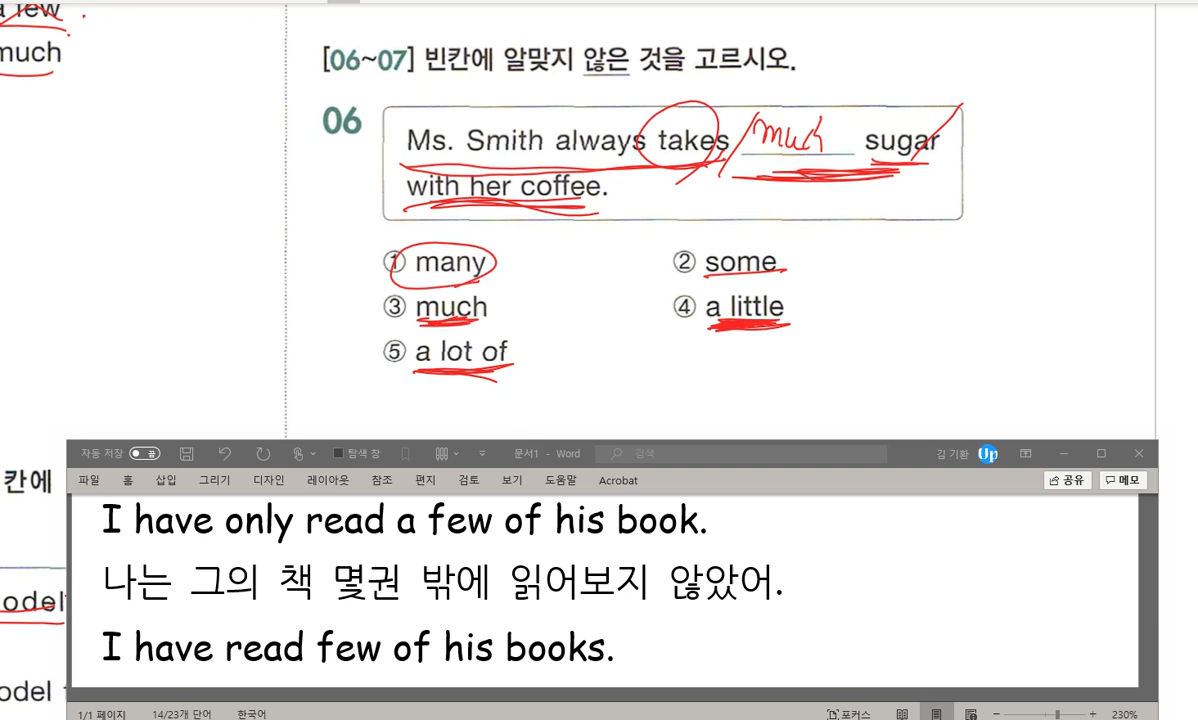 a few
much
[06~07] 빈칸에 알맞지 않은 것을 고르시오.
06
Ms. Smith always takes much sugar
with her coffee.
① many
② some
③ much
④ a little
⑤ a lot of
칸에
odel
odel
자동 저장 끔 탐색 창 문서1 - Word 검색 김 기환 Up
파일 홈 삽입 그리기 디자인 레이아웃 참조 편지 검토 보기 도움말 Acrobat 공유 메모
I have only read a few of his book.
나는 그의 책 몇권 밖에 읽어보지 않았어.
I have read few of his books.
1/1 페이지 14/23개 단어 한국어 포커스 230%